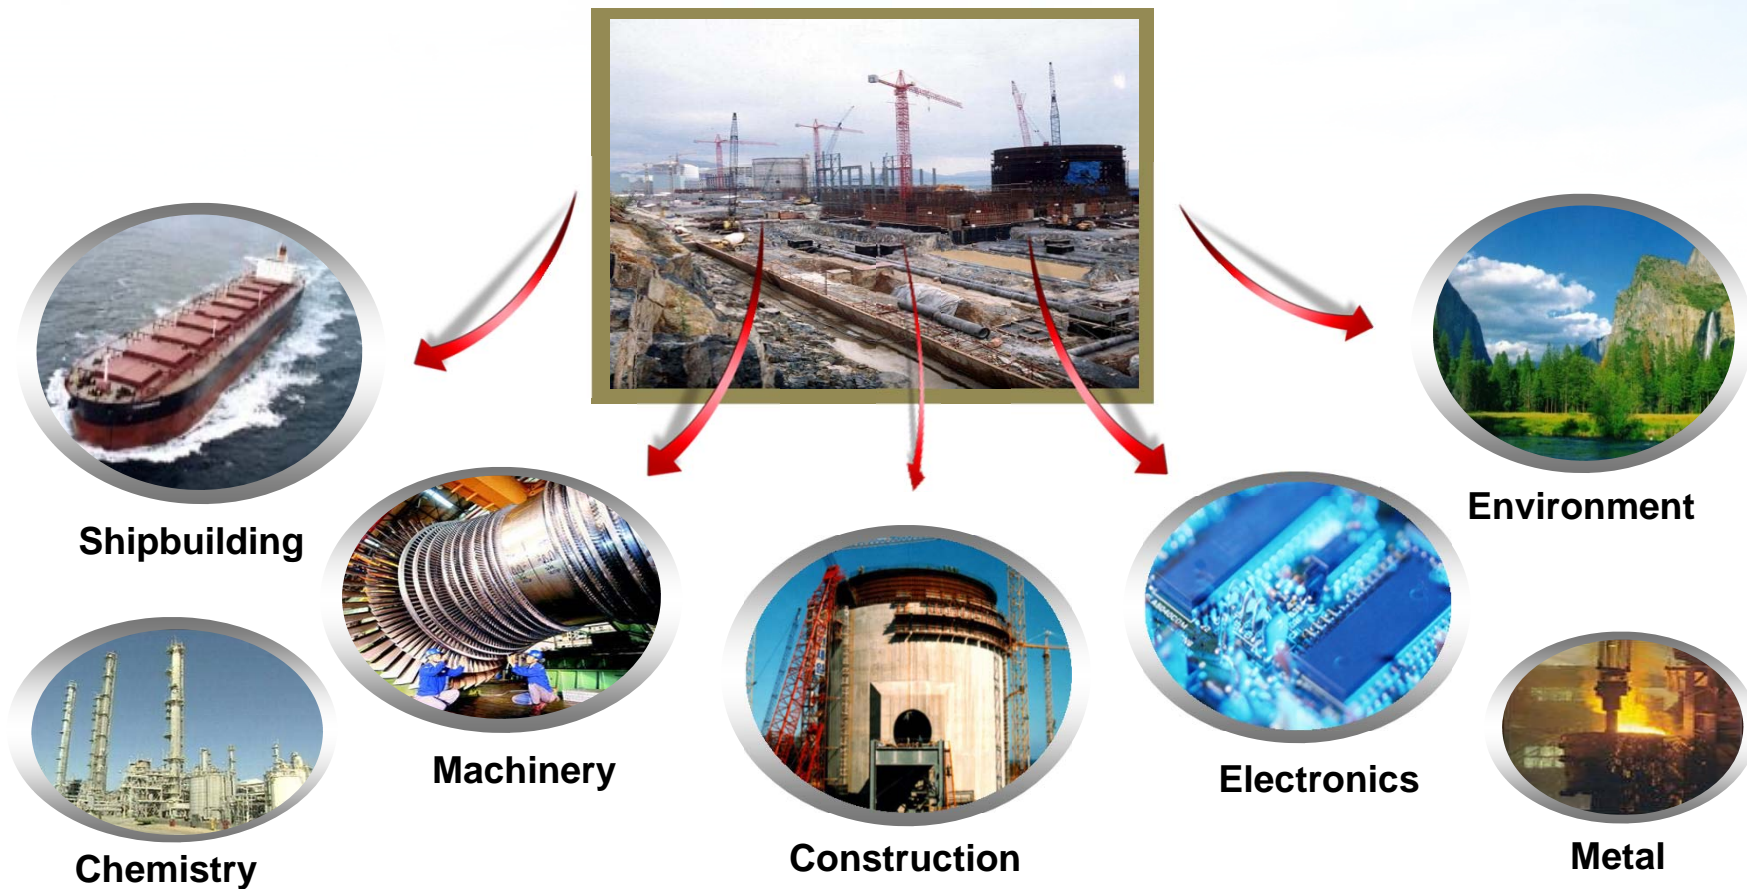 Shipbuilding
Environment
Machinery
Electronics
Chemistry
Construction
Metal